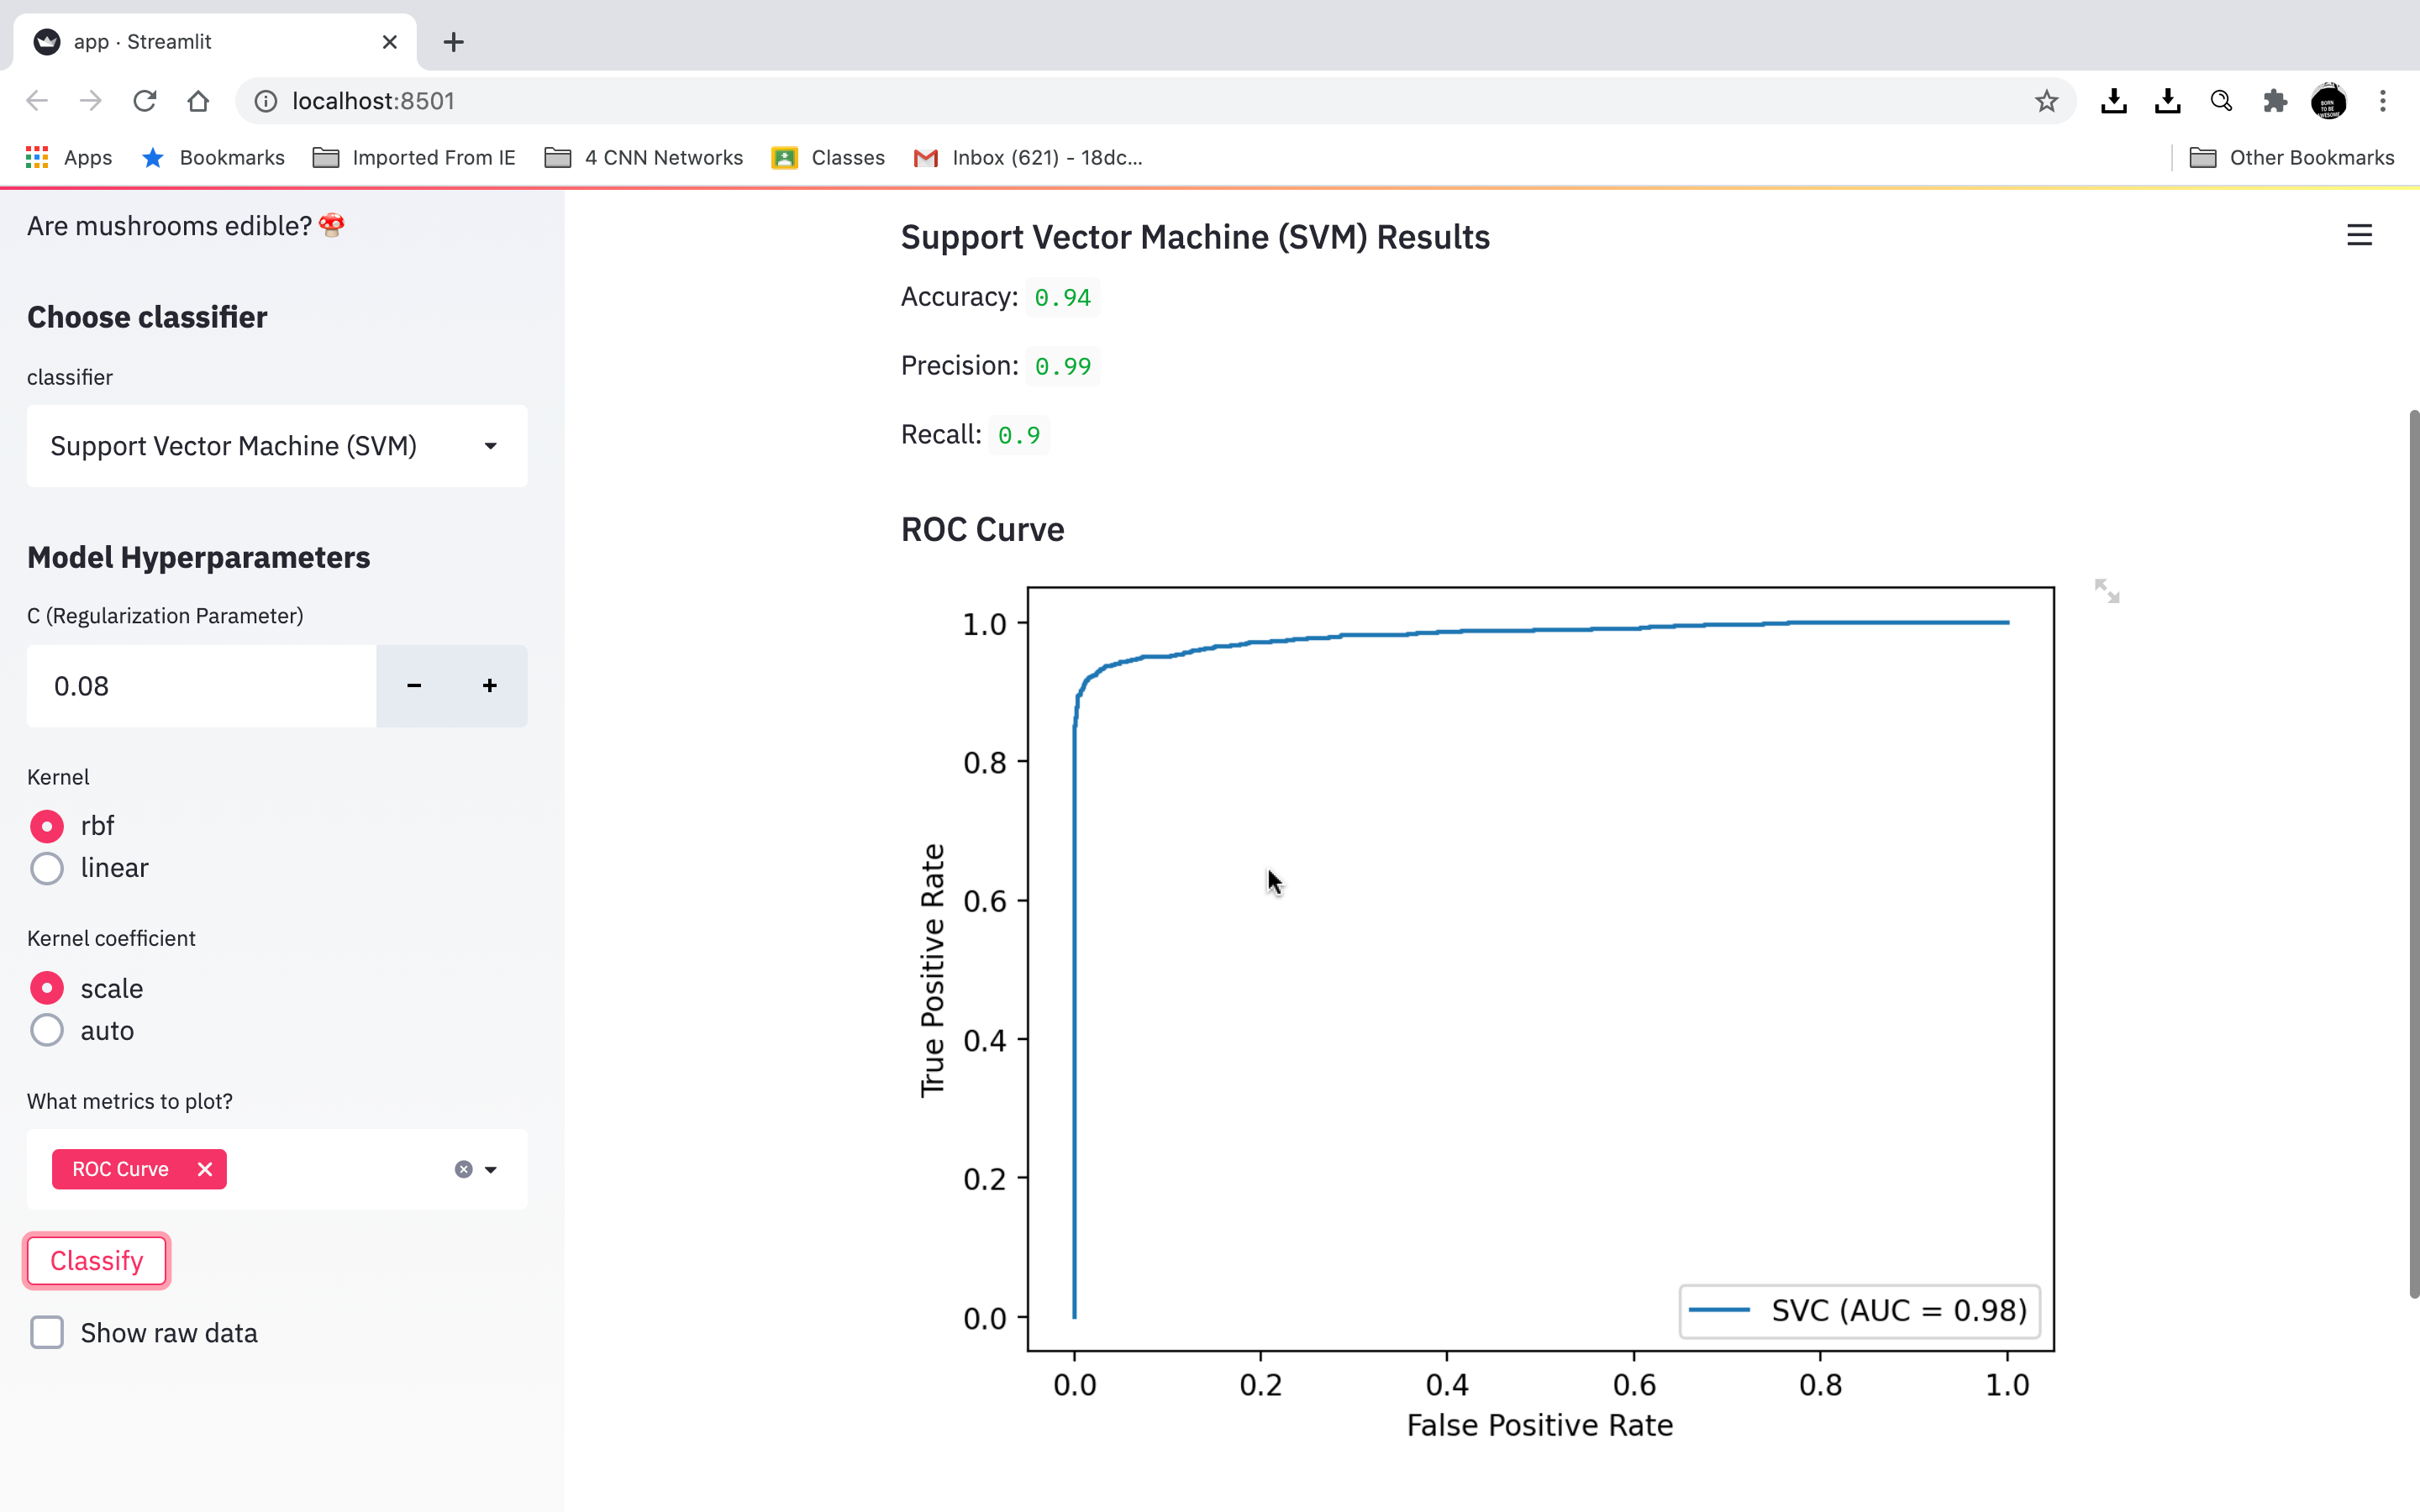 app · Streamlit
localhost:8501
Apps
Bookmarks
Imported From IE
4 CNN Networks
Classes
Inbox (621) - 18dc...
Other Bookmarks
Are mushrooms edible?🍄
Choose classifier
classifier
Support Vector Machine (SVM)
Model Hyperparameters
C (Regularization Parameter)
0.08
Kernel
rbf
linear
Kernel coefficient
scale
auto
What metrics to plot?
ROC Curve
Classify
Show raw data
Support Vector Machine (SVM) Results
Accuracy: 0.94
Precision: 0.99
Recall: 0.9
ROC Curve
True Positive Rate
1.0
0.8
0.6
0.4
0.2
0.0
SVC (AUC = 0.98)
0.0 0.2 0.4 0.6 0.8 1.0
False Positive Rate